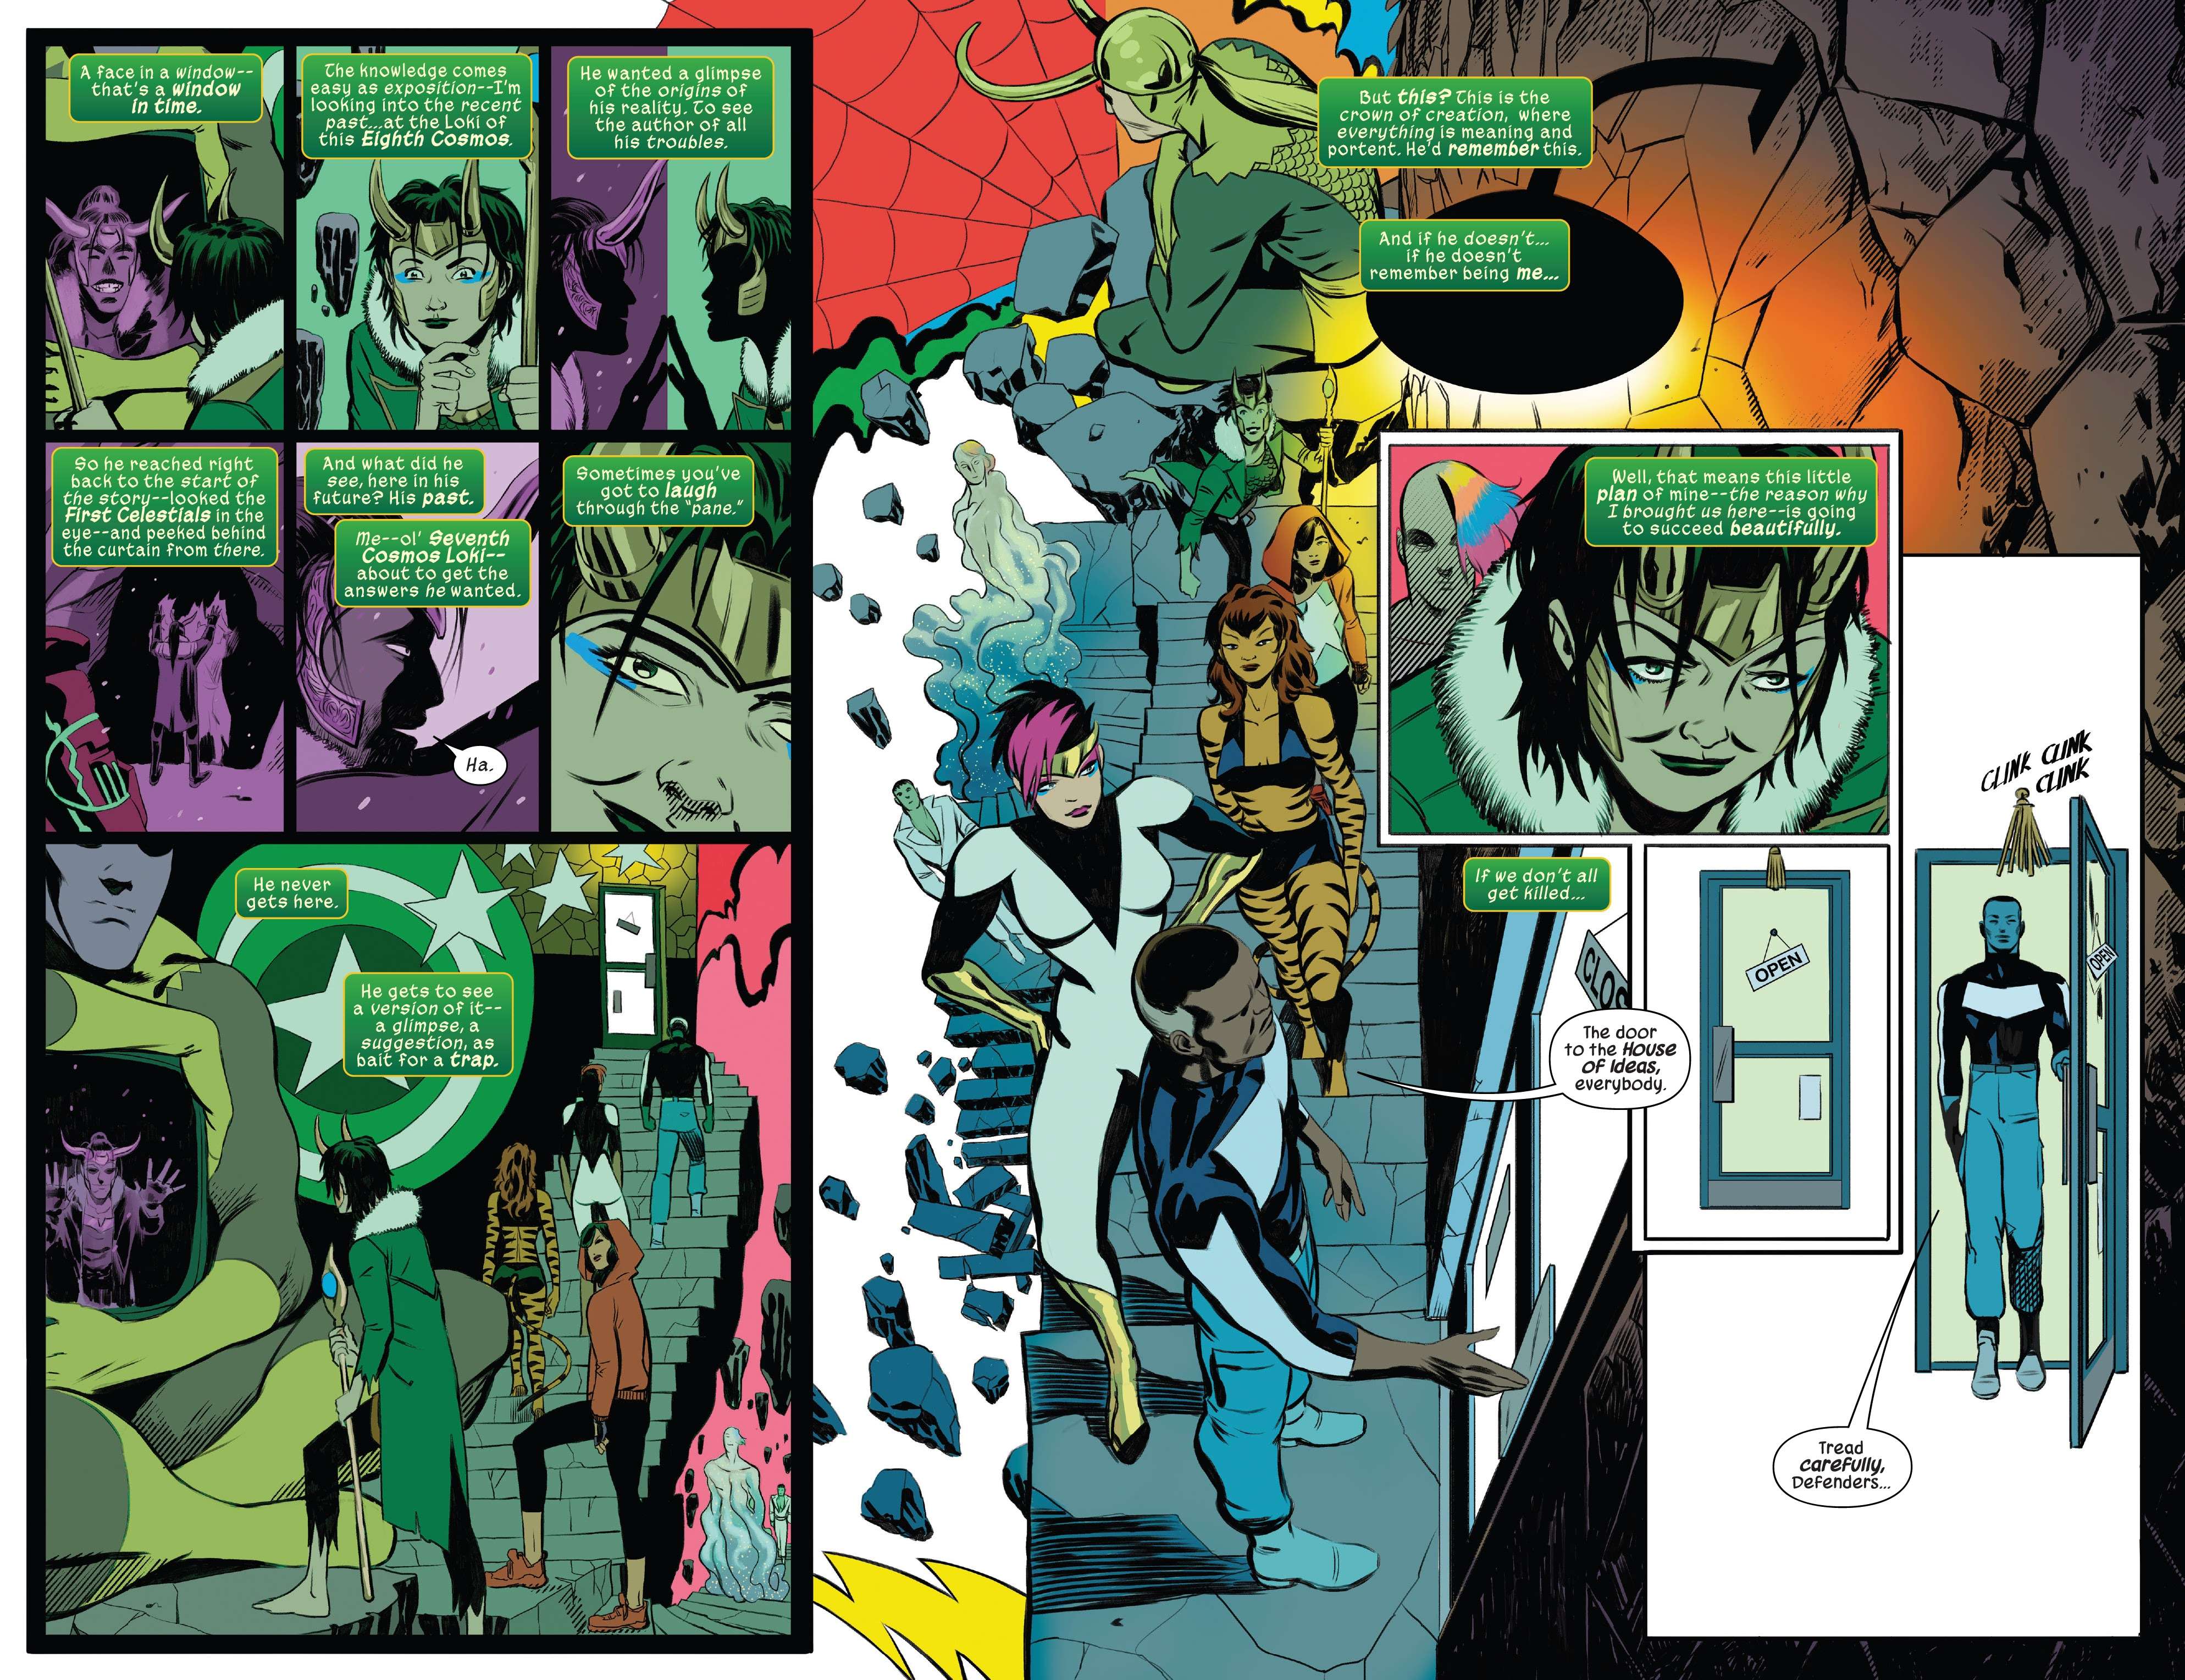 A face in a window--
that's a window
in time.
The knowledge comes
easy as exposition--I'm
looking into the recent
past...at the Loki of
this Eighth Cosmos.
He wanted a glimpse
of the origins of
his reality. To see
the author of all
his troubles.
So he reached right
back to the start of
the story--looked the
First Celestials in the
eye--and peeked behind
the curtain from there.
And what did he
see, here in his
future? His past.
Me--ol' Seventh
Cosmos Loki--
about to get the
answers he wanted.
Ha.
Sometimes you've
got to laugh
through the "pane."
He never
gets here.
He gets to see
a version of it--
a glimpse, a
suggestion, as
bait for a trap.
But this? This is the
crown of creation, where
everything is meaning and
portent. He'd remember this.
And if he doesn't...
if he doesn't
remember being me...
Well, that means this little
plan of mine--the reason why
I brought us here--is going
to succeed beautifully.
If we don't all
get killed...
CLOS
The door
to the House
of Ideas,
everybody.
OPEN
CLINK CLINK
CLINK
OPEN
Tread
carefully,
Defenders...